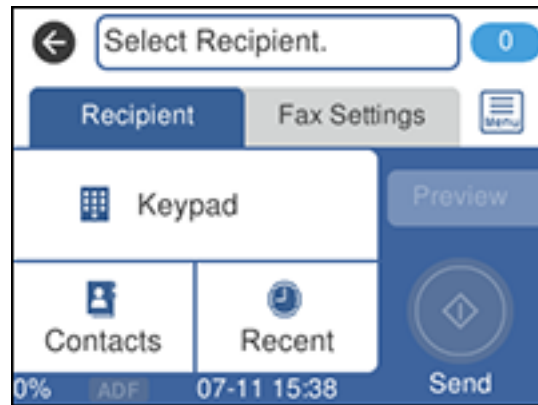 Select Recipient.
0
Recipient
Fax Settings
Menu
Keypad
Preview
Contacts
Recent
0%
ADF
07-11 15:38
Send